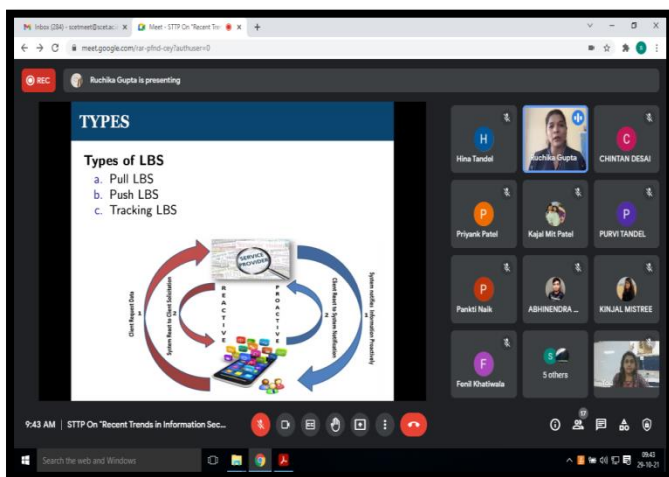 Inbox (284) - scetmeet@scet.ac.i
Meet - STTP On "Recent Tre
meet.google.com/rar-pfnd-cey?authuser=0
REC
Ruchika Gupta is presenting
TYPES
Types of LBS
a. Pull LBS
b. Push LBS
c. Tracking LBS
SERVICE PROVIDER
Client Request Data
1
System React to Client Solicitation
2
REACTIVE
PROACTIVE
2
Client React to System Notification
1
System notifies Information Proactively
H
Hina Tandel
Ruchika Gupta
C
CHINTAN DESAI
P
Priyank Patel
Kajal Mit Patel
P
PURVI TANDEL
P
Pankti Naik
ABHINENDRA ...
KINJAL MISTREE
F
Fenil Khatiwala
S
5 others
9:43 AM | STTP On "Recent Trends in Information Sec...
17
Search the web and Windows
09:43
29-10-21